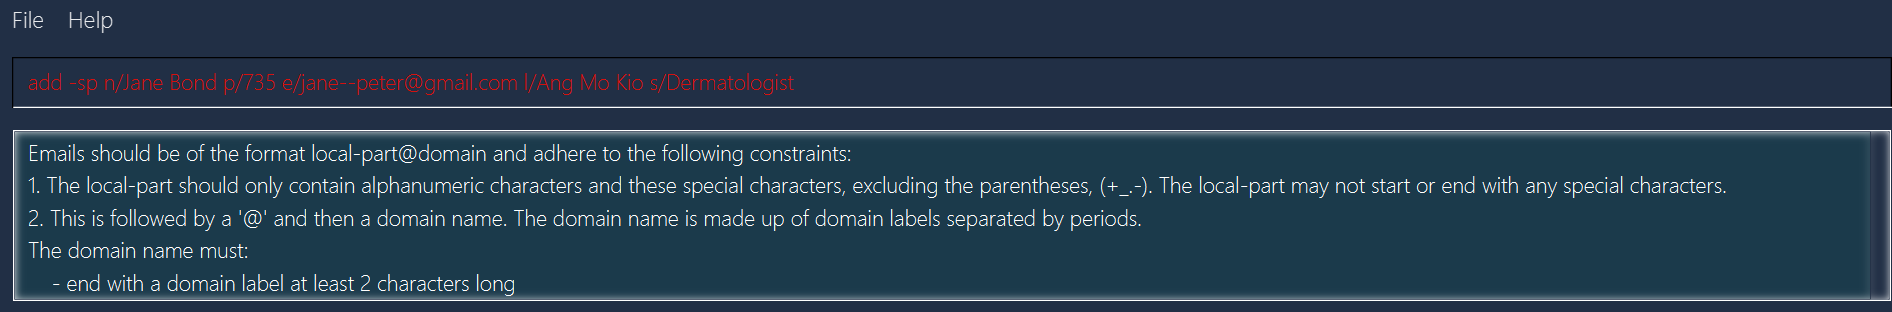 File Help
add -sp n/Jane Bond p/735 e/jane--peter@gmail.com l/Ang Mo Kio s/Dermatologist
Emails should be of the format local-part@domain and adhere to the following constraints:
1. The local-part should only contain alphanumeric characters and these special characters, excluding the parentheses, (+_.-). The local-part may not start or end with any special characters.
2. This is followed by a '@' and then a domain name. The domain name is made up of domain labels separated by periods.
The domain name must:
- end with a domain label at least 2 characters long